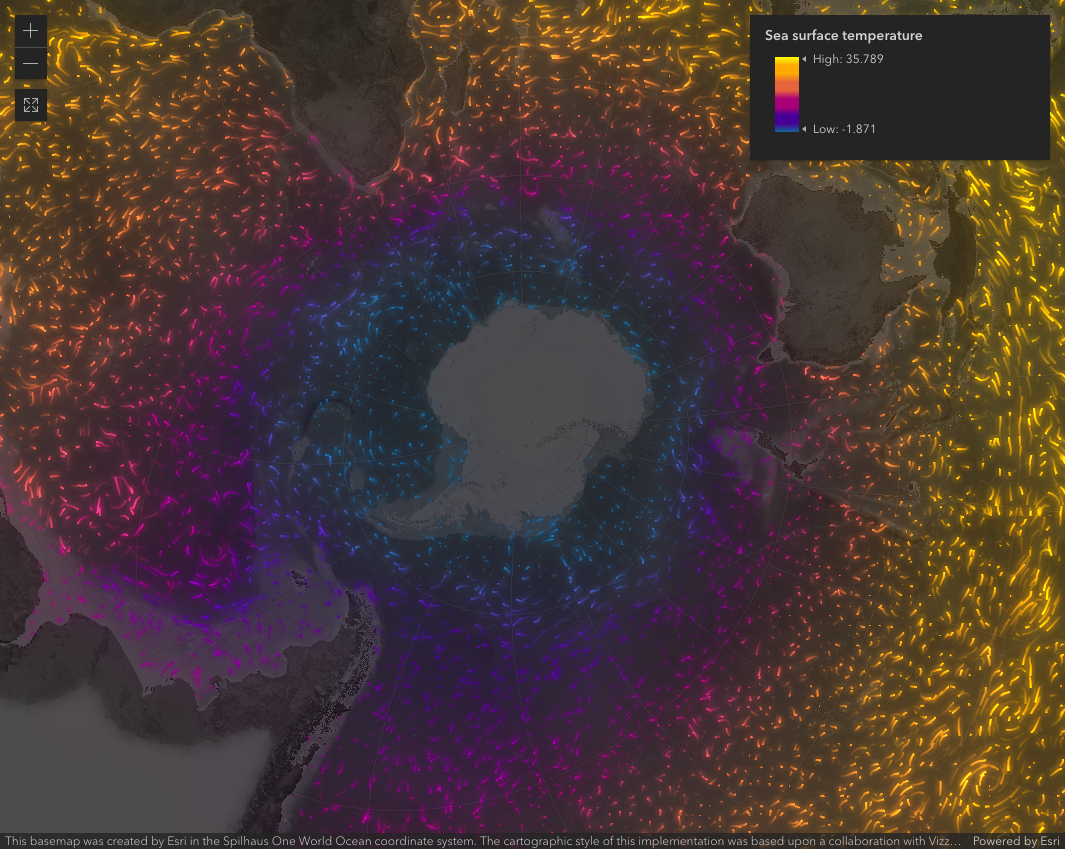 Sea surface temperature
High: 35.789
Low: -1.871
This basemap was created by Esri in the Spilhaus One World Ocean coordinate system. The cartographic style of this implementation was based upon a collaboration with Vizz... Powered by Esri